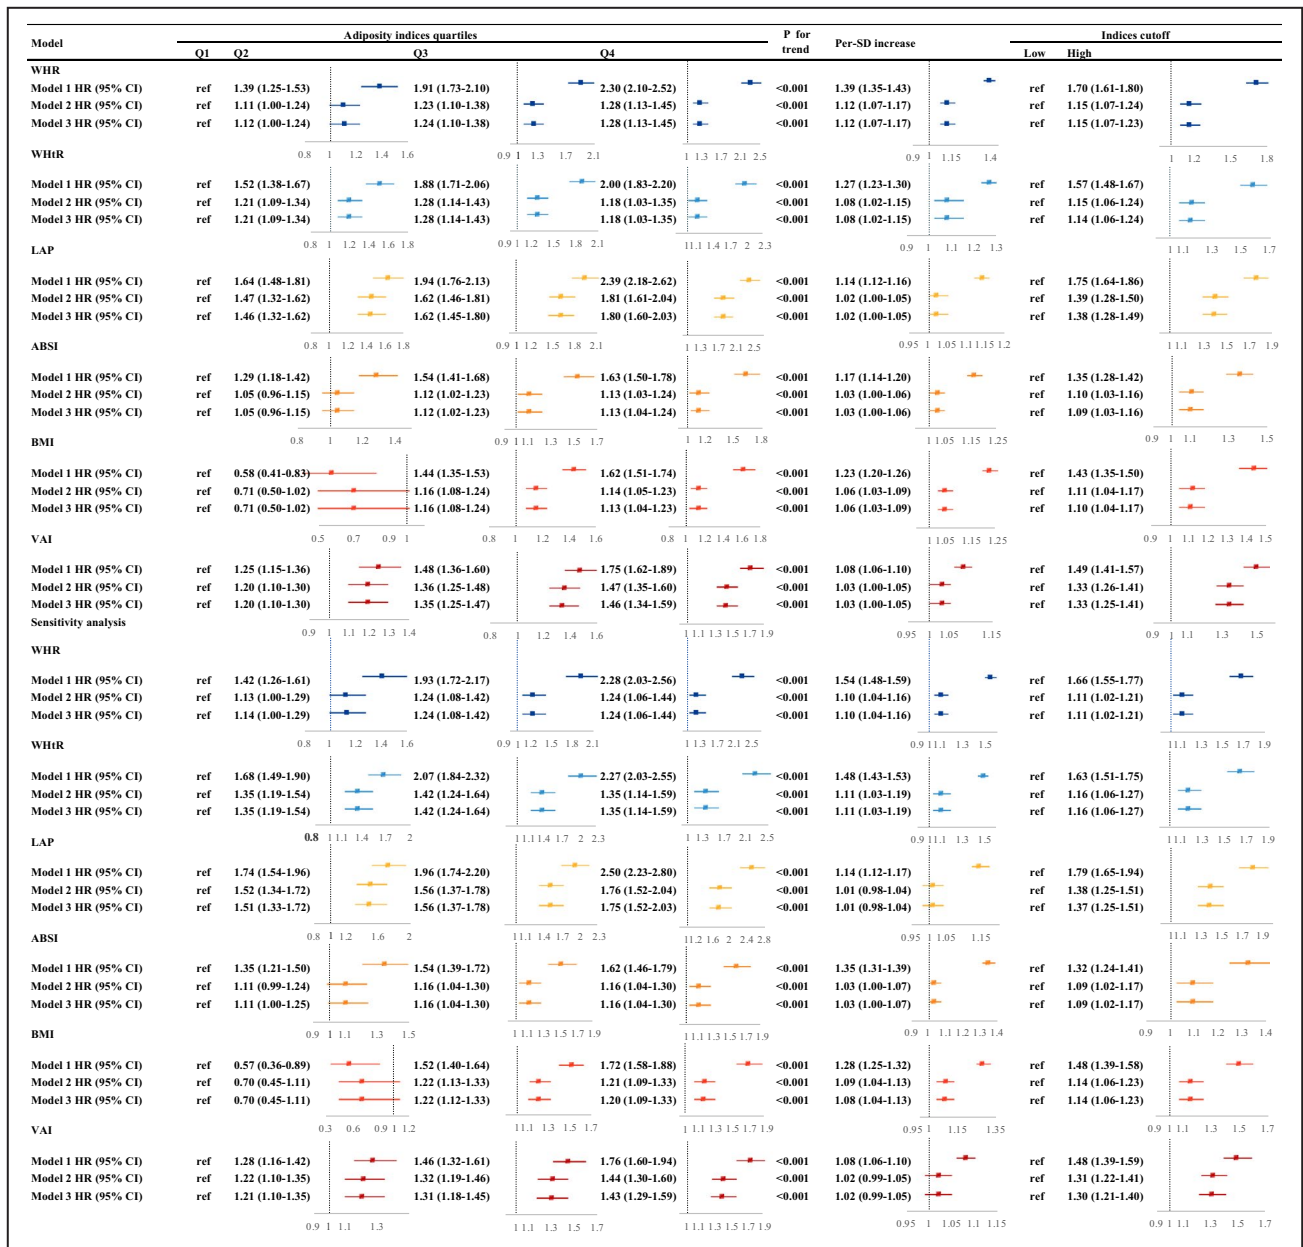 Model Adiposity indices quartiles P for trend Per-SD increase Indices cutoff
Q1 Q2 Q3 Q4 Low High
WHR
Model 1 HR (95% CI) ref 1.39 (1.25-1.53) 1.91 (1.73-2.10) 2.30 (2.10-2.52) <0.001 1.39 (1.35-1.43) ref 1.70 (1.61-1.80)
Model 2 HR (95% CI) ref 1.11 (1.00-1.24) 1.23 (1.10-1.38) 1.28 (1.13-1.45) <0.001 1.12 (1.07-1.17) ref 1.15 (1.07-1.24)
Model 3 HR (95% CI) ref 1.12 (1.00-1.24) 1.24 (1.10-1.38) 1.28 (1.13-1.45) <0.001 1.12 (1.07-1.17) ref 1.15 (1.07-1.23)
0.8 1 1.2 1.4 1.6 0.9 1 1.3 1.7 2.1 1 1.3 1.7 2.1 2.5 0.9 1 1.15 1.4 0.9 1 1.2 1.5 1.8
WHtR
Model 1 HR (95% CI) ref 1.52 (1.38-1.67) 1.88 (1.71-2.06) 2.00 (1.83-2.20) <0.001 1.27 (1.23-1.30) ref 1.57 (1.48-1.67)
Model 2 HR (95% CI) ref 1.21 (1.09-1.34) 1.28 (1.14-1.43) 1.18 (1.03-1.35) <0.001 1.08 (1.02-1.15) ref 1.15 (1.06-1.24)
Model 3 HR (95% CI) ref 1.21 (1.09-1.34) 1.28 (1.14-1.43) 1.18 (1.03-1.35) <0.001 1.08 (1.02-1.15) ref 1.14 (1.06-1.24)
0.8 1 1.2 1.4 1.6 1.8 0.9 1 1.2 1.5 1.8 2.1 1 1.1 1.4 1.7 2 2.3 0.9 1 1.1 1.2 1.3 0.9 1 1.1 1.3 1.5 1.7
LAP
Model 1 HR (95% CI) ref 1.64 (1.48-1.81) 1.94 (1.76-2.13) 2.39 (2.18-2.62) <0.001 1.14 (1.12-1.16) ref 1.75 (1.64-1.86)
Model 2 HR (95% CI) ref 1.47 (1.32-1.62) 1.62 (1.46-1.81) 1.81 (1.61-2.04) <0.001 1.02 (1.00-1.05) ref 1.39 (1.28-1.50)
Model 3 HR (95% CI) ref 1.46 (1.32-1.62) 1.62 (1.45-1.80) 1.80 (1.60-2.03) <0.001 1.02 (1.00-1.05) ref 1.38 (1.28-1.49)
0.8 1 1.2 1.4 1.6 1.8 0.9 1 1.2 1.5 1.8 2.1 1 1.3 1.7 2.1 2.5 0.95 1 1.05 1.1 1.15 1.2 0.9 1 1.1 1.3 1.5 1.7 1.9
ABSI
Model 1 HR (95% CI) ref 1.29 (1.18-1.42) 1.54 (1.41-1.68) 1.63 (1.50-1.78) <0.001 1.17 (1.14-1.20) ref 1.35 (1.28-1.42)
Model 2 HR (95% CI) ref 1.05 (0.96-1.15) 1.12 (1.02-1.23) 1.13 (1.03-1.24) <0.001 1.03 (1.00-1.06) ref 1.10 (1.03-1.16)
Model 3 HR (95% CI) ref 1.05 (0.96-1.15) 1.12 (1.02-1.23) 1.13 (1.04-1.24) <0.001 1.03 (1.00-1.06) ref 1.09 (1.03-1.16)
0.8 1 1.2 1.4 0.9 1 1.1 1.3 1.5 1.7 1 1.2 1.5 1.8 1 1.05 1.15 1.25 0.9 1 1.1 1.3 1.5
BMI
Model 1 HR (95% CI) ref 0.58 (0.41-0.83) 1.44 (1.35-1.53) 1.62 (1.51-1.74) <0.001 1.23 (1.20-1.26) ref 1.43 (1.35-1.50)
Model 2 HR (95% CI) ref 0.71 (0.50-1.02) 1.16 (1.08-1.24) 1.14 (1.05-1.23) <0.001 1.06 (1.03-1.09) ref 1.11 (1.04-1.17)
Model 3 HR (95% CI) ref 0.71 (0.50-1.02) 1.16 (1.08-1.24) 1.13 (1.04-1.23) <0.001 1.06 (1.03-1.09) ref 1.10 (1.04-1.17)
0.5 0.7 0.9 1 0.8 1 1.2 1.4 1.6 1 1.2 1.4 1.6 1.8 1 1.05 1.15 1.25 0.9 1 1.1 1.2 1.3 1.4 1.5
VAI
Model 1 HR (95% CI) ref 1.25 (1.15-1.36) 1.48 (1.36-1.60) 1.75 (1.62-1.89) <0.001 1.08 (1.06-1.10) ref 1.49 (1.41-1.57)
Model 2 HR (95% CI) ref 1.20 (1.10-1.30) 1.36 (1.25-1.48) 1.47 (1.35-1.60) <0.001 1.03 (1.00-1.05) ref 1.33 (1.26-1.41)
Model 3 HR (95% CI) ref 1.20 (1.10-1.30) 1.35 (1.25-1.47) 1.46 (1.34-1.59) <0.001 1.03 (1.00-1.05) ref 1.33 (1.25-1.41)
Sensitivity analysis
0.9 1 1.1 1.2 1.3 1.4 0.8 1 1.2 1.4 1.6 1 1.1 1.3 1.5 1.7 1.9 0.95 1 1.05 1.15 0.9 1 1.1 1.3 1.5
WHR
Model 1 HR (95% CI) ref 1.42 (1.26-1.61) 1.93 (1.72-2.17) 2.28 (2.03-2.56) <0.001 1.54 (1.48-1.59) ref 1.66 (1.55-1.77)
Model 2 HR (95% CI) ref 1.13 (1.00-1.29) 1.24 (1.08-1.42) 1.24 (1.06-1.44) <0.001 1.10 (1.04-1.16) ref 1.11 (1.02-1.21)
Model 3 HR (95% CI) ref 1.14 (1.00-1.29) 1.24 (1.08-1.42) 1.24 (1.06-1.44) <0.001 1.10 (1.04-1.16) ref 1.11 (1.02-1.21)
0.8 1 1.2 1.4 1.6 0.9 1 1.2 1.5 1.8 2.1 1 1.3 1.7 2.1 2.5 0.9 1 1.1 1.3 1.5 1 1.1 1.3 1.5 1.7 1.9
WHtR
Model 1 HR (95% CI) ref 1.68 (1.49-1.90) 2.07 (1.84-2.32) 2.27 (2.03-2.55) <0.001 1.48 (1.43-1.53) ref 1.63 (1.51-1.75)
Model 2 HR (95% CI) ref 1.35 (1.19-1.54) 1.42 (1.24-1.64) 1.35 (1.14-1.59) <0.001 1.11 (1.03-1.19) ref 1.16 (1.06-1.27)
Model 3 HR (95% CI) ref 1.35 (1.19-1.54) 1.42 (1.24-1.64) 1.35 (1.14-1.59) <0.001 1.11 (1.03-1.19) ref 1.16 (1.06-1.27)
0.8 1 1.1 1.4 1.7 2 1 1.1 1.4 1.7 2 2.3 1 1.3 1.7 2.1 2.5 0.9 1 1.1 1.3 1.5 0.9 1 1.1 1.3 1.5 1.7 1.9
LAP
Model 1 HR (95% CI) ref 1.74 (1.54-1.96) 1.96 (1.74-2.20) 2.50 (2.23-2.80) <0.001 1.14 (1.12-1.17) ref 1.79 (1.65-1.94)
Model 2 HR (95% CI) ref 1.52 (1.34-1.72) 1.56 (1.37-1.78) 1.76 (1.52-2.04) <0.001 1.01 (0.98-1.04) ref 1.38 (1.25-1.51)
Model 3 HR (95% CI) ref 1.51 (1.33-1.72) 1.56 (1.37-1.78) 1.75 (1.52-2.03) <0.001 1.01 (0.98-1.04) ref 1.37 (1.25-1.51)
0.8 1 1.2 1.6 2 1 1.1 1.4 1.7 2 2.3 1 1.2 1.6 2 2.4 2.8 0.95 1 1.05 1.15 1 1.1 1.3 1.5 1.7 1.9
ABSI
Model 1 HR (95% CI) ref 1.35 (1.21-1.50) 1.54 (1.39-1.72) 1.62 (1.46-1.79) <0.001 1.35 (1.31-1.39) ref 1.32 (1.24-1.41)
Model 2 HR (95% CI) ref 1.11 (0.99-1.24) 1.16 (1.04-1.30) 1.16 (1.04-1.30) <0.001 1.03 (1.00-1.07) ref 1.09 (1.02-1.17)
Model 3 HR (95% CI) ref 1.11 (1.00-1.25) 1.16 (1.04-1.30) 1.16 (1.04-1.30) <0.001 1.03 (1.00-1.07) ref 1.09 (1.02-1.17)
0.9 1 1.1 1.3 1.5 1 1.1 1.3 1.5 1.7 1.9 1 1.1 1.3 1.5 1.7 1.9 0.9 1 1.1 1.2 1.3 1.4 0.9 1 1.1 1.2 1.3 1.4
BMI
Model 1 HR (95% CI) ref 0.57 (0.36-0.89) 1.52 (1.40-1.64) 1.72 (1.58-1.88) <0.001 1.28 (1.25-1.32) ref 1.48 (1.39-1.58)
Model 2 HR (95% CI) ref 0.70 (0.45-1.11) 1.22 (1.13-1.33) 1.21 (1.09-1.33) <0.001 1.09 (1.04-1.13) ref 1.14 (1.06-1.23)
Model 3 HR (95% CI) ref 0.70 (0.45-1.11) 1.22 (1.12-1.33) 1.20 (1.09-1.33) <0.001 1.08 (1.04-1.13) ref 1.14 (1.06-1.23)
0.3 0.6 0.9 1 1.2 1 1.1 1.3 1.5 1.7 1 1.1 1.3 1.5 1.7 1.9 0.95 1 1.15 1.35 0.9 1 1.1 1.3 1.5 1.7
VAI
Model 1 HR (95% CI) ref 1.28 (1.16-1.42) 1.46 (1.32-1.61) 1.76 (1.60-1.94) <0.001 1.08 (1.06-1.10) ref 1.48 (1.39-1.59)
Model 2 HR (95% CI) ref 1.22 (1.10-1.35) 1.32 (1.19-1.46) 1.44 (1.30-1.60) <0.001 1.02 (0.99-1.05) ref 1.31 (1.22-1.41)
Model 3 HR (95% CI) ref 1.21 (1.10-1.35) 1.31 (1.18-1.45) 1.43 (1.29-1.59) <0.001 1.02 (0.99-1.05) ref 1.30 (1.21-1.40)
0.9 1 1.1 1.3 1 1.1 1.3 1.5 1.7 1 1.1 1.3 1.5 1.7 1.9 0.95 1 1.05 1.1 1.15 0.9 1 1.1 1.3 1.5 1.7